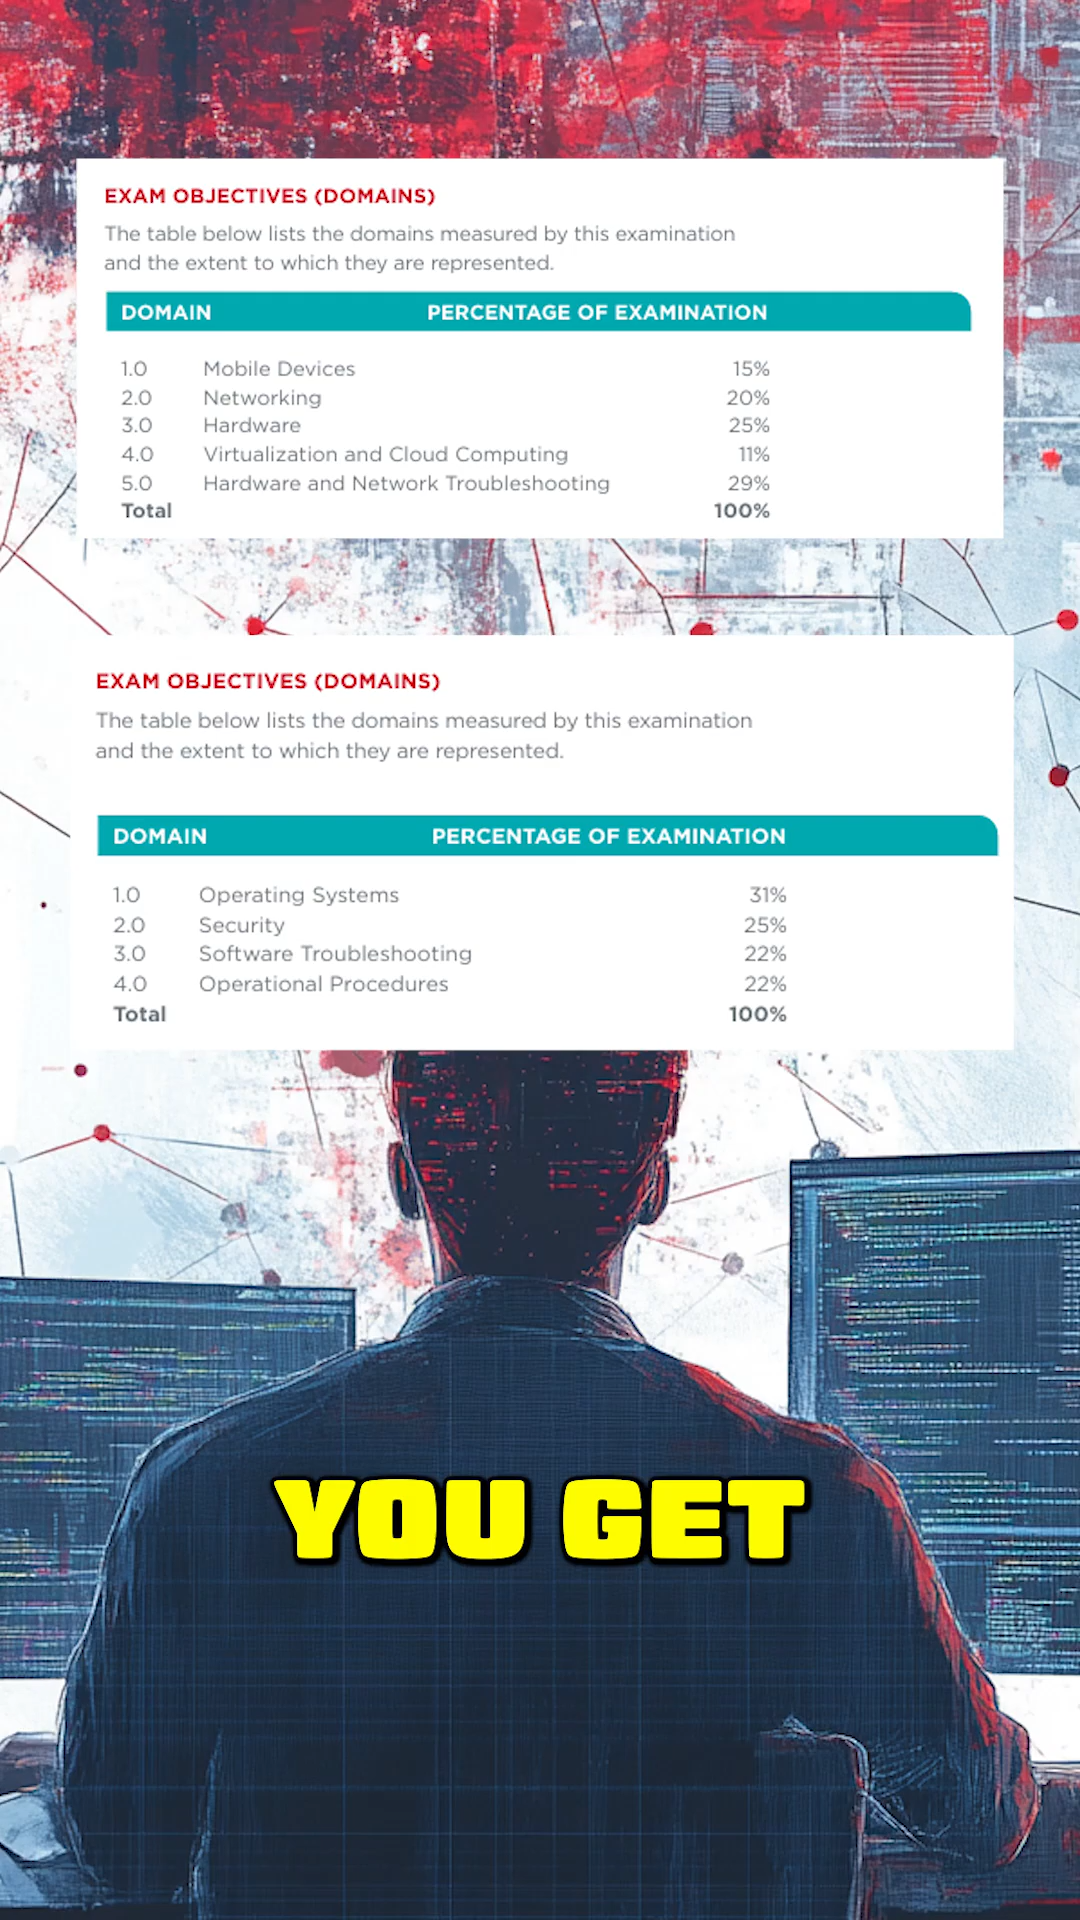 EXAM OBJECTIVES (DOMAINS)
The table below lists the domains measured by this examination
and the extent to which they are represented.
DOMAIN PERCENTAGE OF EXAMINATION
1.0 Mobile Devices 15%
2.0 Networking 20%
3.0 Hardware 25%
4.0 Virtualization and Cloud Computing 11%
5.0 Hardware and Network Troubleshooting 29%
Total 100%
EXAM OBJECTIVES (DOMAINS)
The table below lists the domains measured by this examination
and the extent to which they are represented.
DOMAIN PERCENTAGE OF EXAMINATION
1.0 Operating Systems 31%
2.0 Security 25%
3.0 Software Troubleshooting 22%
4.0 Operational Procedures 22%
Total 100%
YOU GET